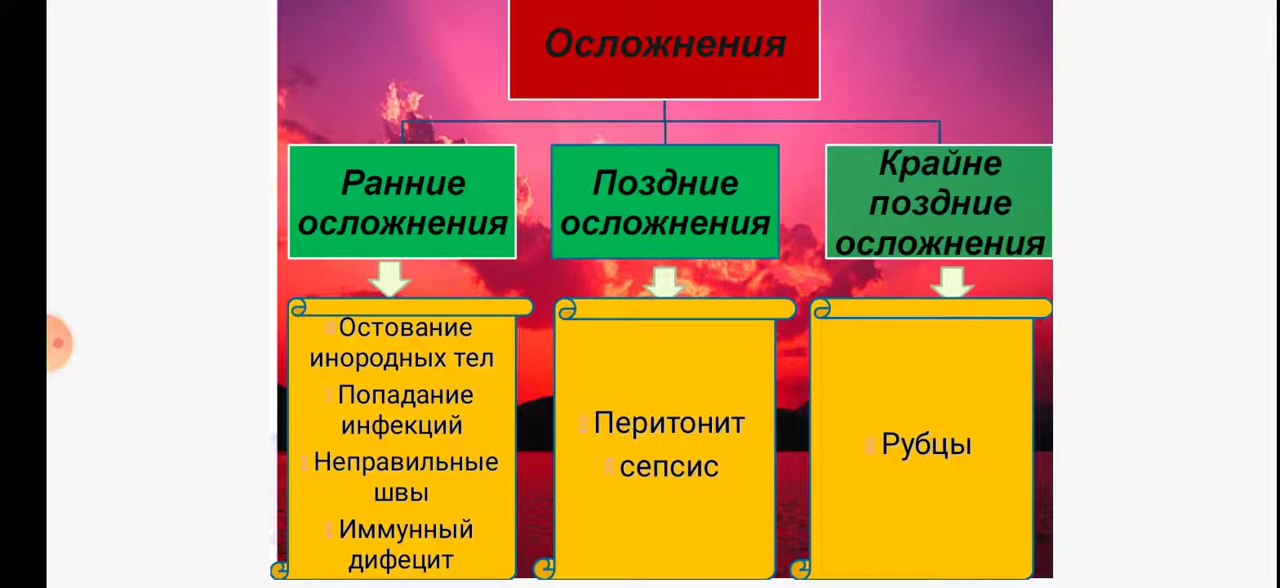 Осложнения
Ранние
осложнения
Остование
инородных тел
Попадание
инфекций
Неправильные
швы
Иммунный
дифецит
Поздние
осложнения
Перитонит
сепсис
Крайне
поздние
осложнения
Рубцы